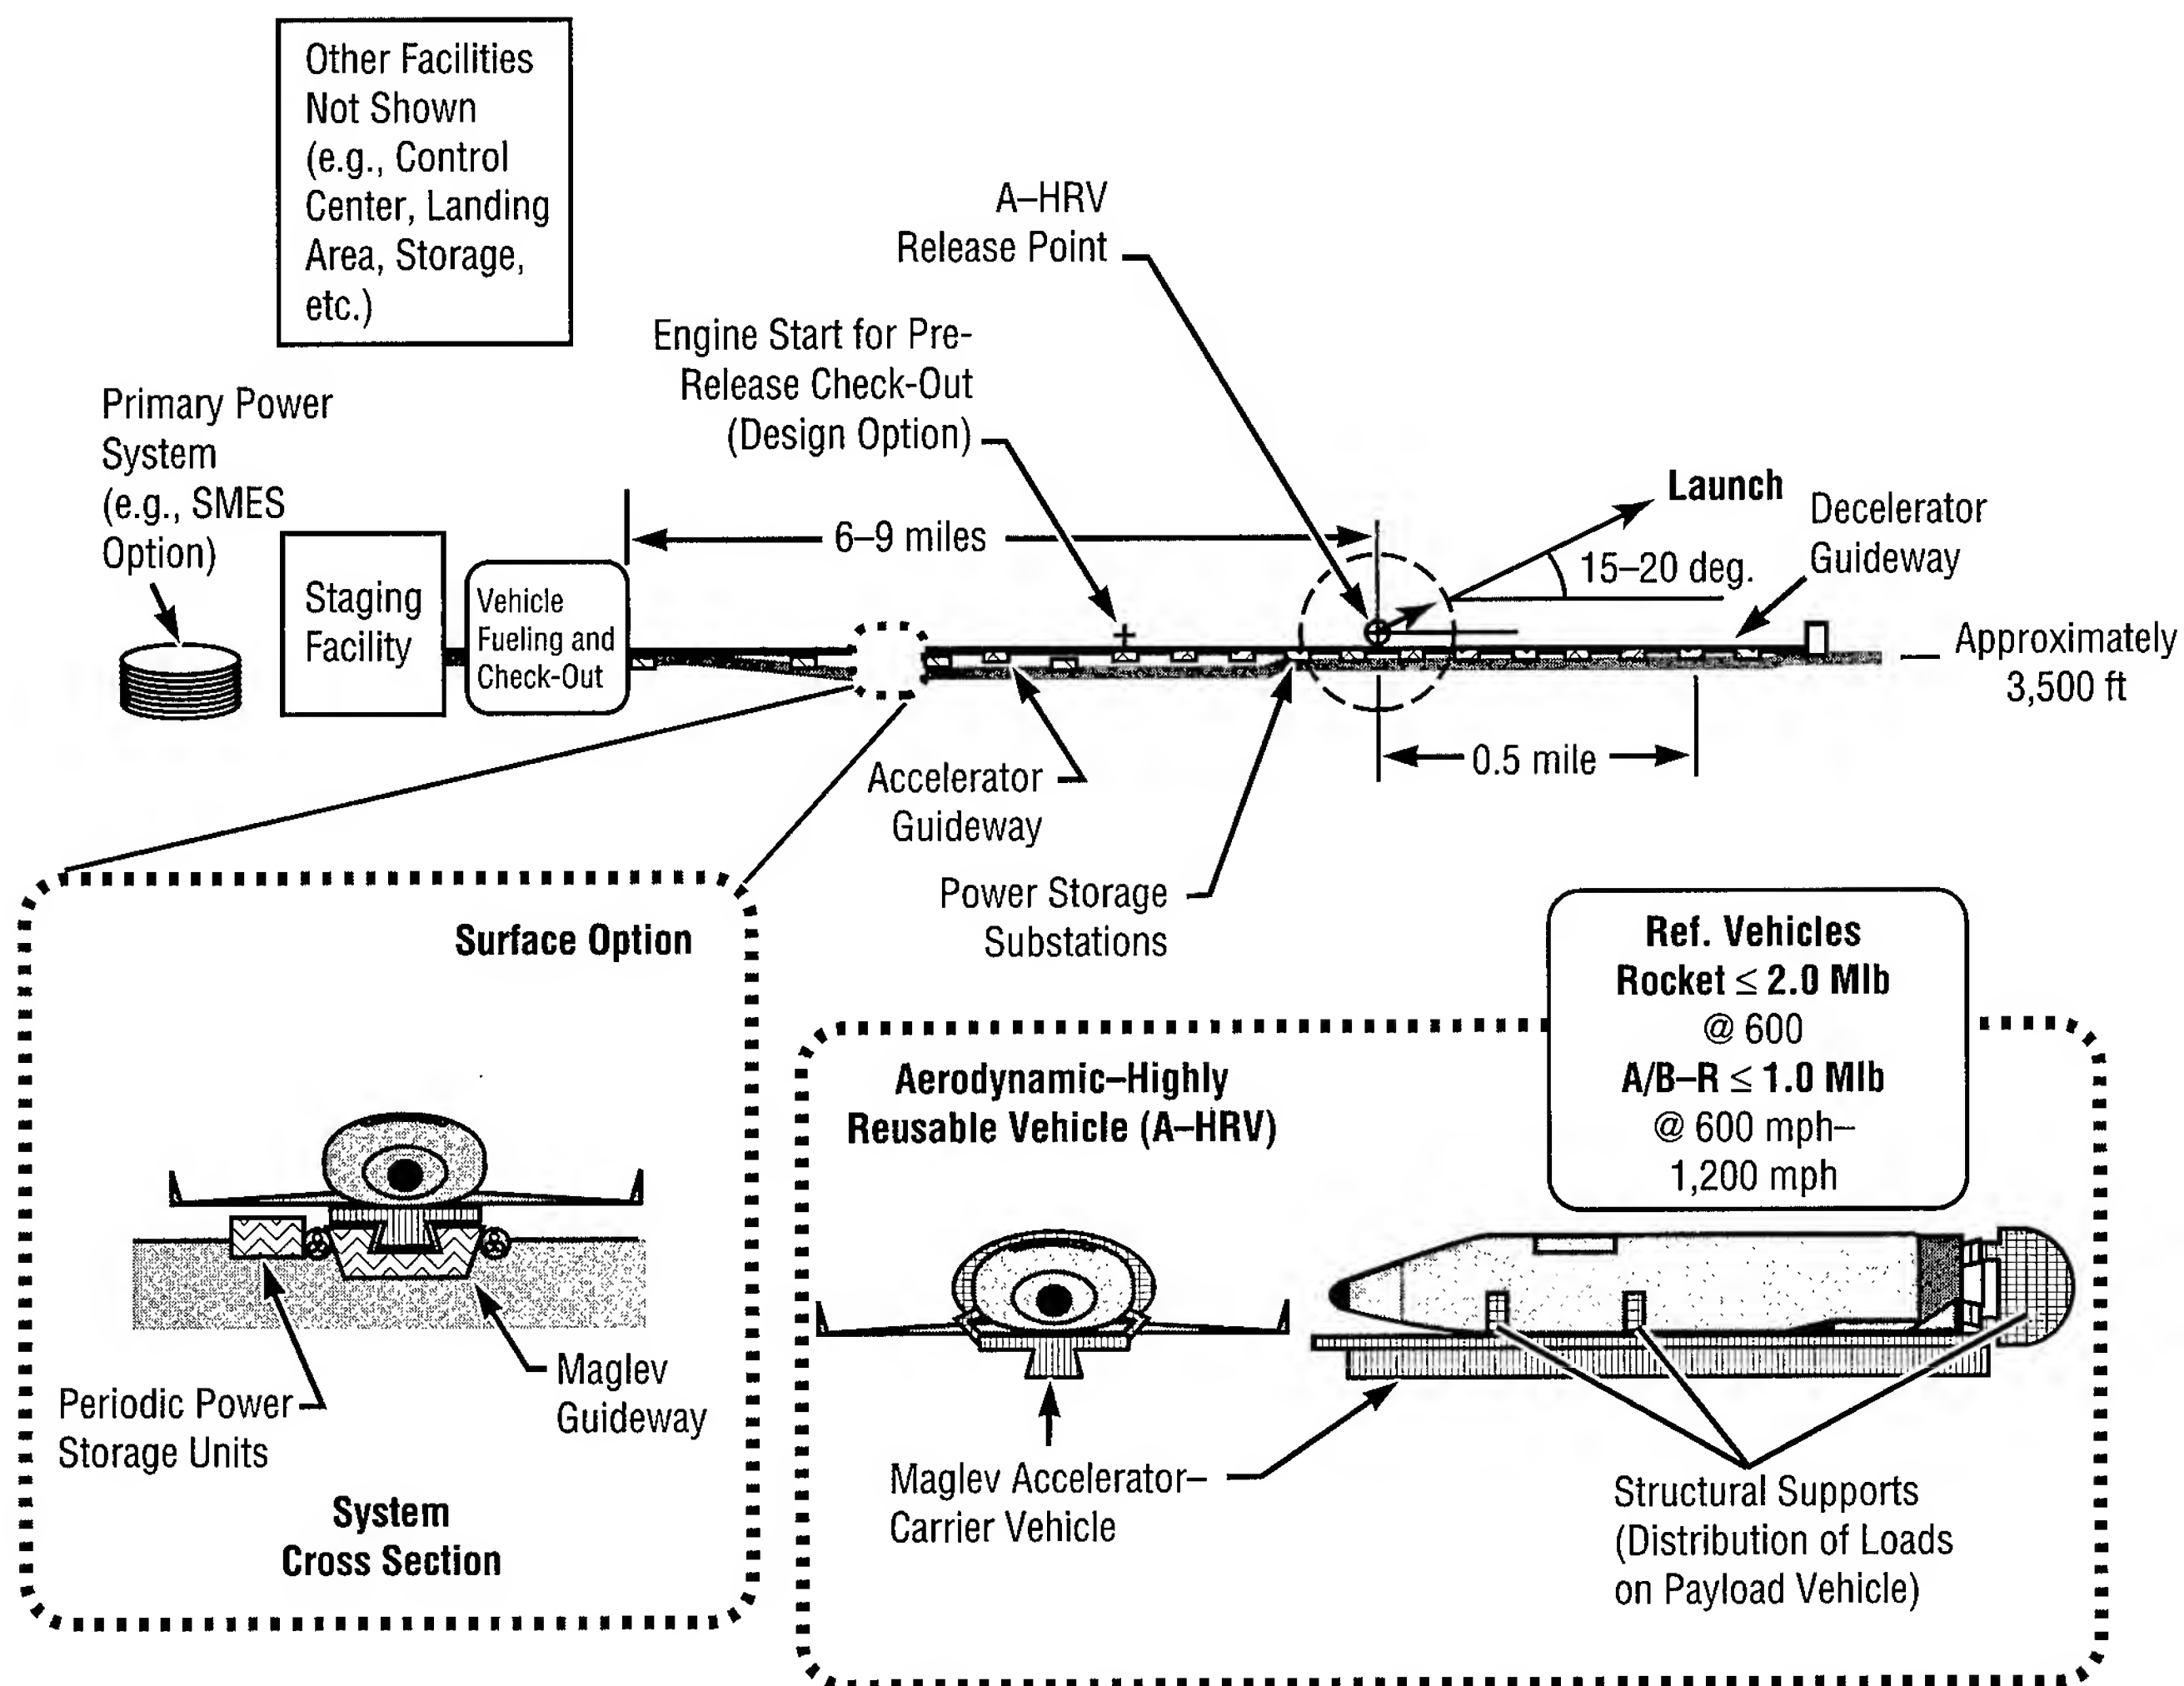 Other Facilities
Not Shown
(e.g., Control
Center, Landing
Area, Storage,
etc.)
A–HRV
Release Point
Engine Start for Pre-
Release Check-Out
(Design Option)
Primary Power
System
(e.g., SMES
Option)
Staging
Facility
Vehicle
Fueling and
Check-Out
6–9 miles
Launch
15–20 deg.
Decelerator
Guideway
Approximately
3,500 ft
0.5 mile
Accelerator
Guideway
Power Storage
Substations
Surface Option
Periodic Power
Storage Units
Maglev
Guideway
System
Cross Section
Ref. Vehicles
Rocket ≤ 2.0 Mlb
@ 600
A/B–R ≤ 1.0 Mlb
@ 600 mph–
1,200 mph
Aerodynamic–Highly
Reusable Vehicle (A–HRV)
Maglev Accelerator–
Carrier Vehicle
Structural Supports
(Distribution of Loads
on Payload Vehicle)